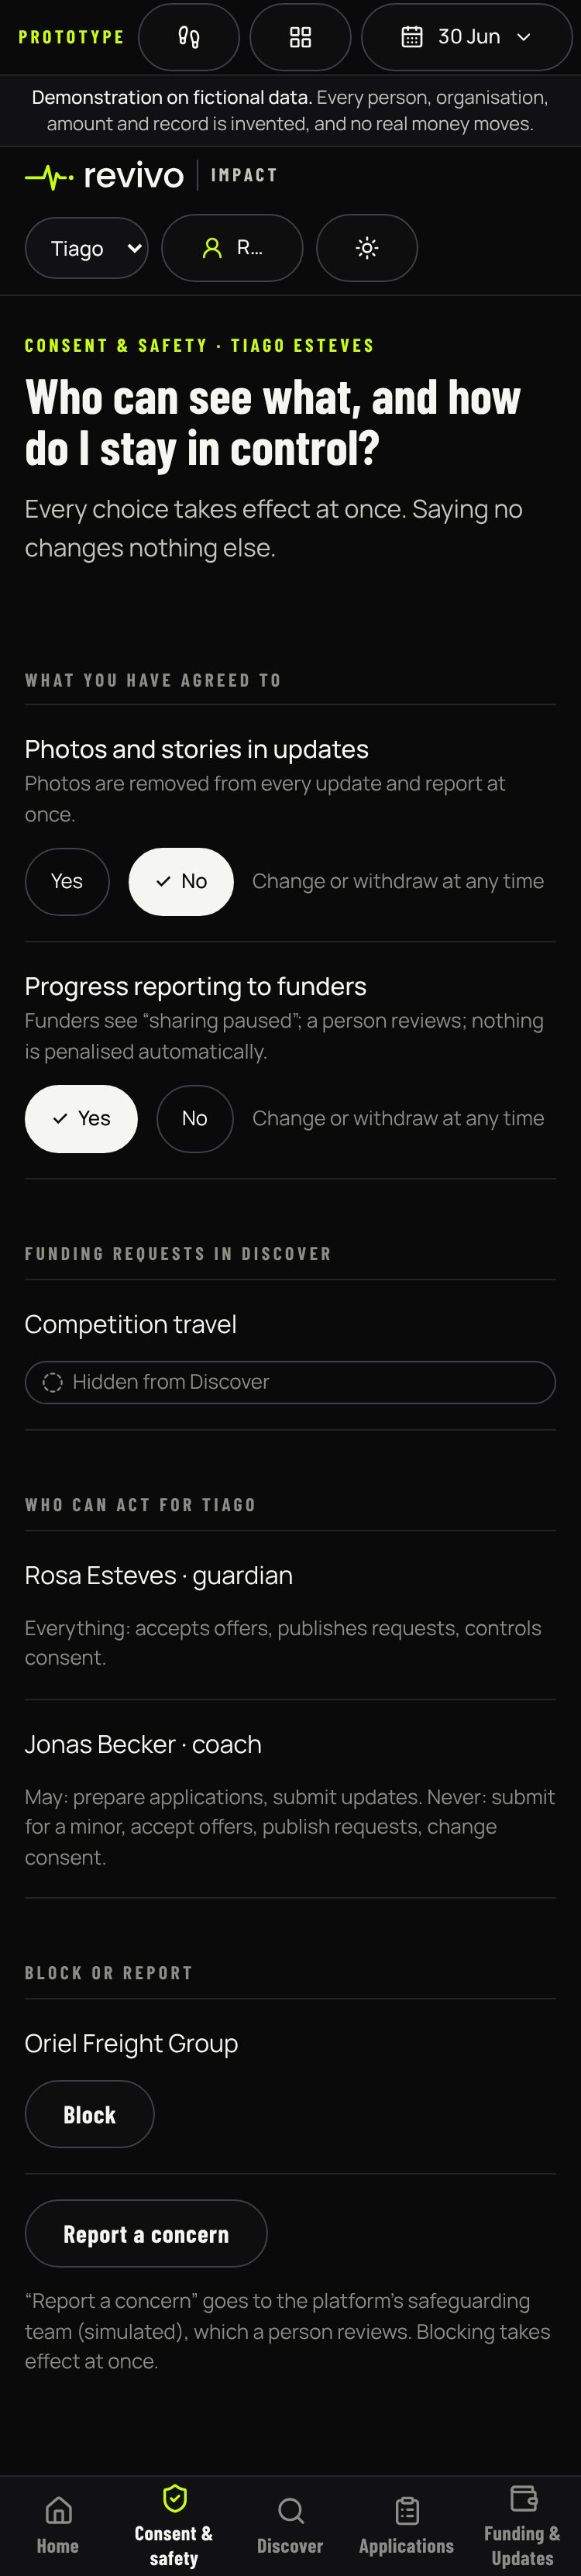 PROTOTYPE
30 Jun
Demonstration on fictional data. Every person, organisation,
amount and record is invented, and no real money moves.
revivo
IMPACT
Tiago
R...
CONSENT & SAFETY · TIAGO ESTEVES
Who can see what, and how
do I stay in control?
Every choice takes effect at once. Saying no
changes nothing else.
WHAT YOU HAVE AGREED TO
Photos and stories in updates
Photos are removed from every update and report at
once.
Yes
No
Change or withdraw at any time
Progress reporting to funders
Funders see “sharing paused”; a person reviews; nothing
is penalised automatically.
Yes
No
Change or withdraw at any time
FUNDING REQUESTS IN DISCOVER
Competition travel
Hidden from Discover
WHO CAN ACT FOR TIAGO
Rosa Esteves · guardian
Everything: accepts offers, publishes requests, controls
consent.
Jonas Becker · coach
May: prepare applications, submit updates. Never: submit
for a minor, accept offers, publish requests, change
consent.
BLOCK OR REPORT
Oriel Freight Group
Block
Report a concern
“Report a concern” goes to the platform’s safeguarding
team (simulated), which a person reviews. Blocking takes
effect at once.
Home
Consent &
safety
Discover
Applications
Funding &
Updates